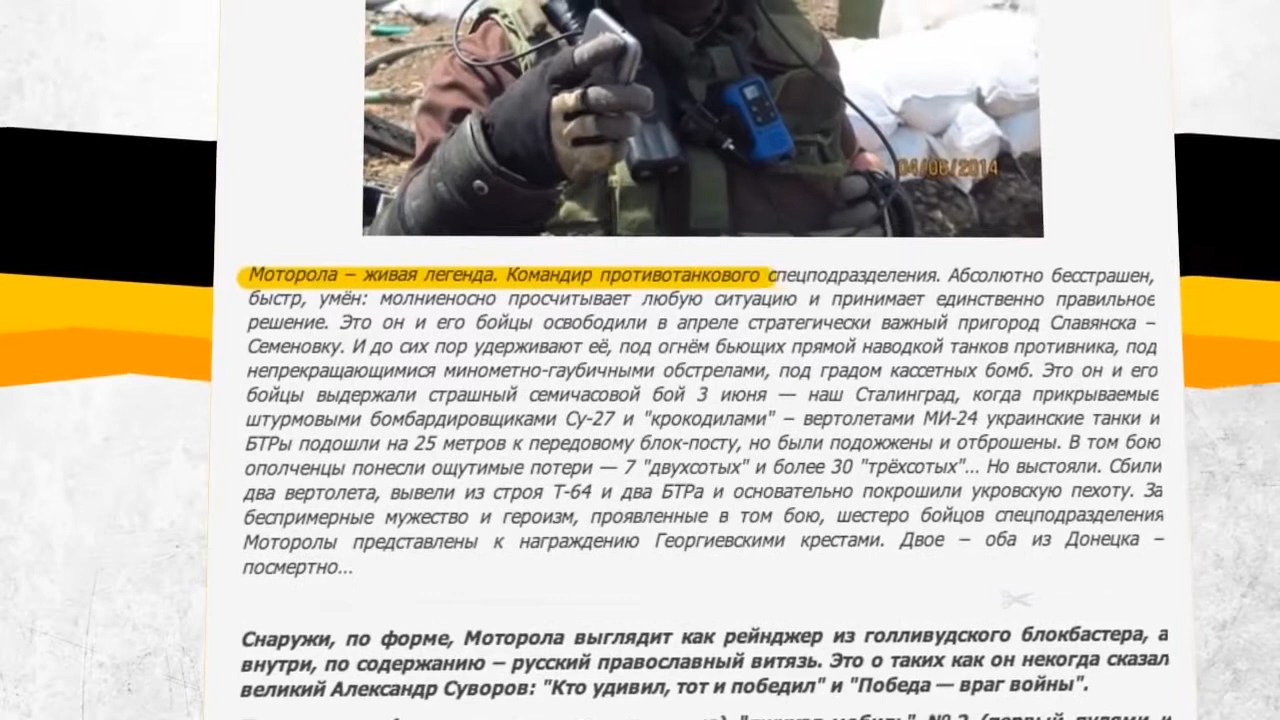 04/06/2014
Моторола – живая легенда. Командир противотанкового спецподразделения. Абсолютно бесстрашен,
быстр, умён: молниеносно просчитывает любую ситуацию и принимает единственно правильное
решение. Это он и его бойцы освободили в апреле стратегически важный пригород Славянска –
Семеновку. И до сих пор удерживают её, под огнём бьющих прямой наводкой танков противника, под
непрекращающимися минометно-гаубичными обстрелами, под градом кассетных бомб. Это он и его
бойцы выдержали страшный семичасовой бой 3 июня — наш Сталинград, когда прикрываемые
штурмовыми бомбардировщиками Су-27 и "крокодилами" – вертолетами МИ-24 украинские танки и
БТРы подошли на 25 метров к передовому блок-посту, но были подожжены и отброшены. В том бою
ополченцы понесли ощутимые потери — 7 "двухсотых" и более 30 "трёхсотых"... Но выстояли. Сбили
два вертолета, вывели из строя Т-64 и два БТРа и основательно покрошили укровскую пехоту. За
беспримерные мужество и героизм, проявленные в том бою, шестеро бойцов спецподразделения
Моторолы представлены к награждению Георгиевскими крестами. Двое – оба из Донецка –
посмертно...
Снаружи, по форме, Моторола выглядит как рейнджер из голливудского блокбастера, а
внутри, по содержанию – русский православный витязь. Это о таких как он некогда сказал
великий Александр Суворов: "Кто удивил, тот и победил" и "Победа — враг войны".